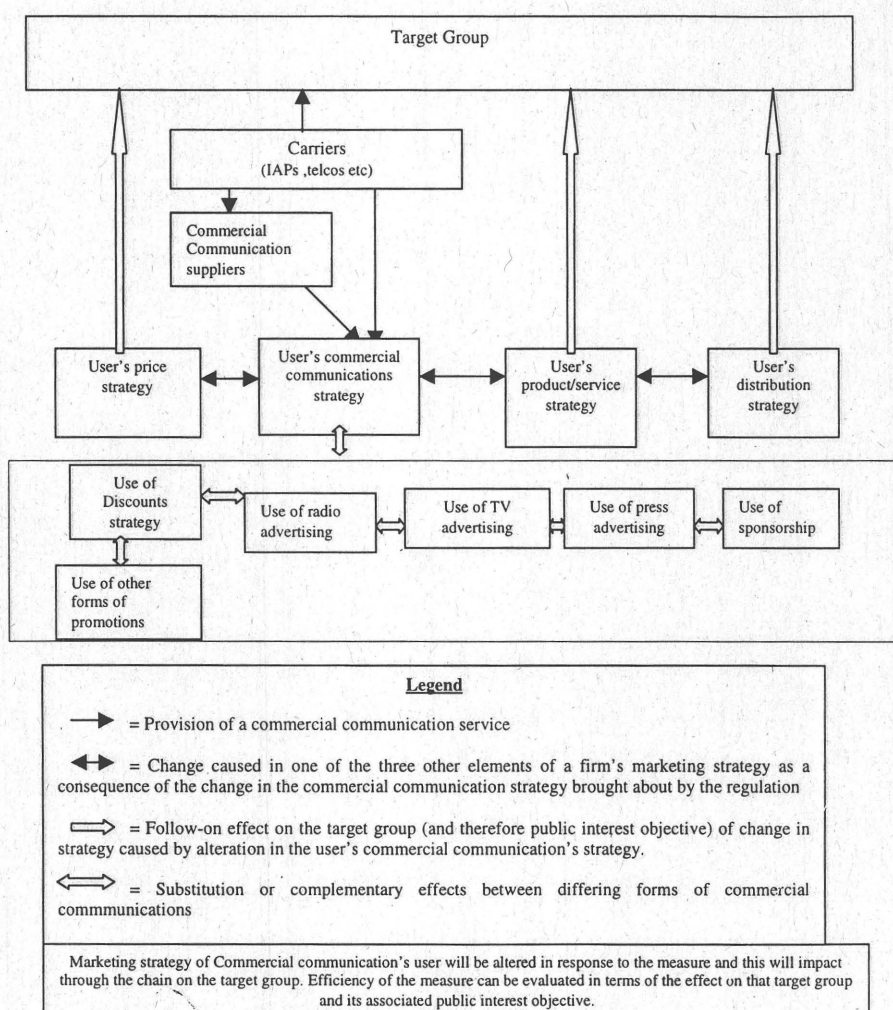 Target Group
Carriers
(IAPs ,telcos etc)
Commercial
Communication
suppliers
User's price
strategy
User's commercial
communications
strategy
User's
product/service
strategy
User's
distribution
strategy
Use of
Discounts
strategy
Use of radio
advertising
Use of TV
advertising
Use of press
advertising
Use of
sponsorship
Use of other
forms of
promotions
Legend
= Provision of a commercial communication service
= Change caused in one of the three other elements of a firm's marketing strategy as a
consequence of the change in the commercial communication strategy brought about by the regulation
= Follow-on effect on the target group (and therefore public interest objective) of change in
strategy caused by alteration in the user's commercial communication's strategy.
= Substitution or complementary effects between differing forms of commercial
commmunications
Marketing strategy of Commercial communication's user will be altered in response to the measure and this will impact
through the chain on the target group. Efficiency of the measure can be evaluated in terms of the effect on that target group
and its associated public interest objective.